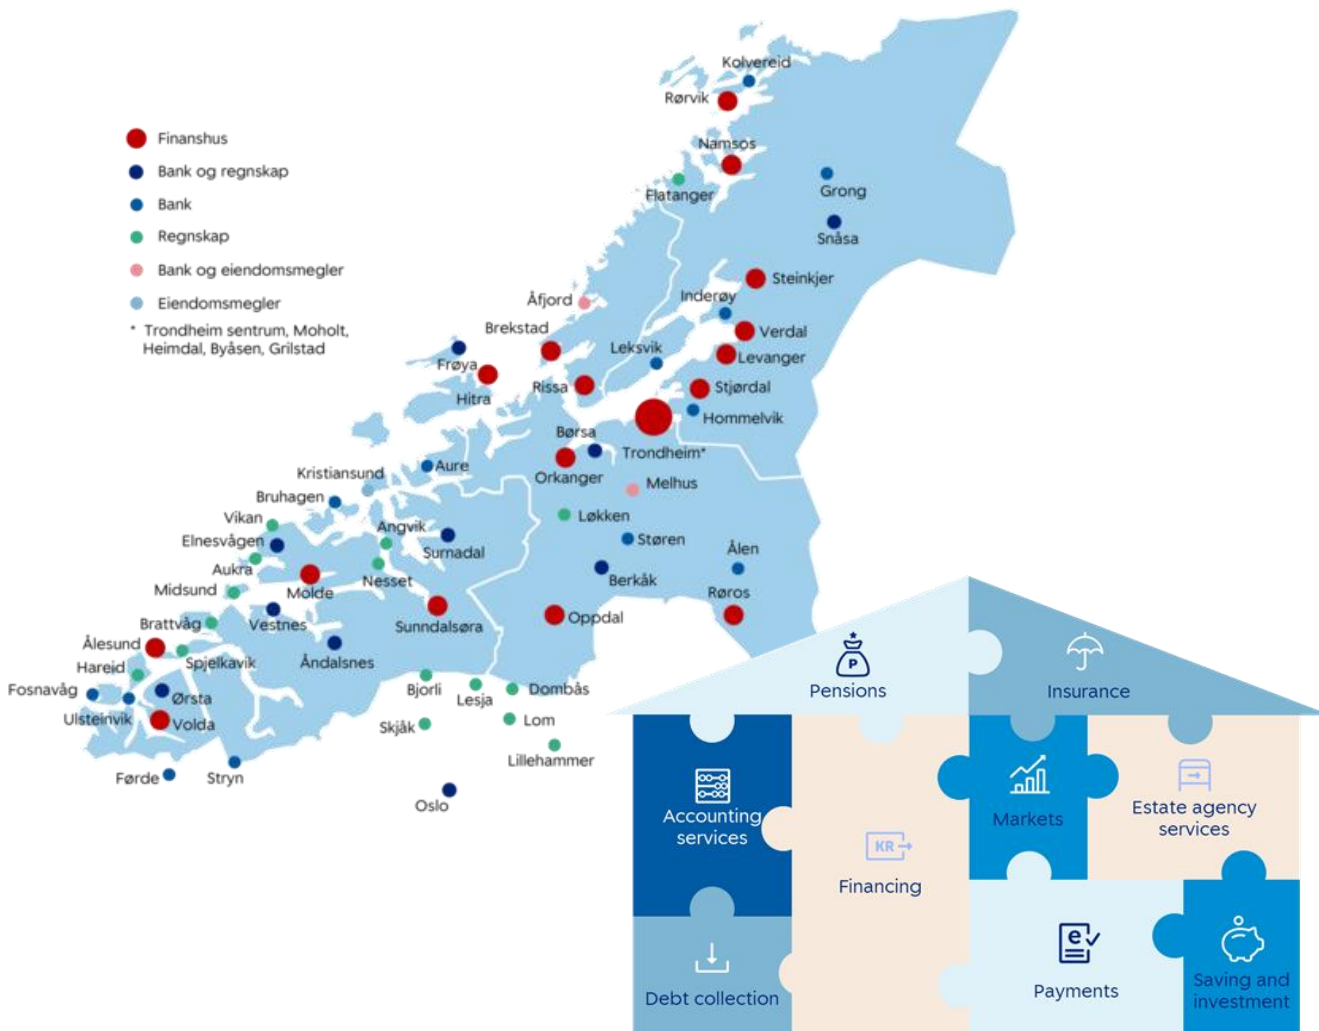 Finanshus
Bank og regnskap
Bank
Regnskap
Bank og eiendomsmegler
Eiendomsmegler
* Trondheim sentrum, Moholt,
Heimdal, Byåsen, Grilstad
Kolvereid
Rørvik
Namsos
Flatanger
Grong
Snåsa
Steinkjer
Inderøy
Åfjord
Brekstad
Verdal
Leksvik
Levanger
Frøya
Hitra
Rissa
Stjørdal
Hommelvik
Børsa
Trondheim*
Orkanger
Aure
Kristiansund
Melhus
Bruhagen
Vikan
Angvik
Løkken
Elnesvågen
Surnadal
Støren
Ålen
Aukra
Nesset
Berkåk
Midsund
Molde
Røros
Brattvåg
Vestnes
Sunndalsøra
Oppdal
Ålesund
Spjelkavik
Åndalsnes
Hareid
Fosnavåg
Ørsta
Bjorli
Lesja
Dombås
Ulsteinvik
Volda
Skjåk
Lom
Lillehammer
Førde
Stryn
Oslo
P
Pensions
Insurance
Accounting
services
KR
Financing
Markets
Estate agency
services
Debt collection
e
Payments
Saving and
investment